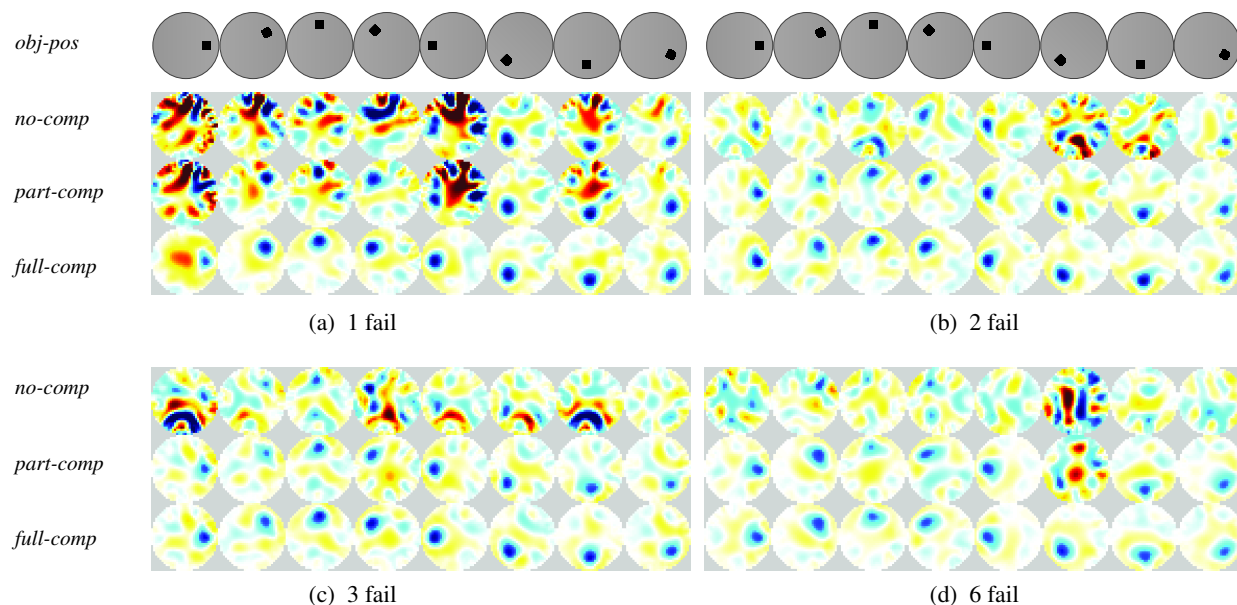 obj-pos
no-comp
part-comp
full-comp
(a) 1 fail
(b) 2 fail
no-comp
part-comp
full-comp
(c) 3 fail
(d) 6 fail